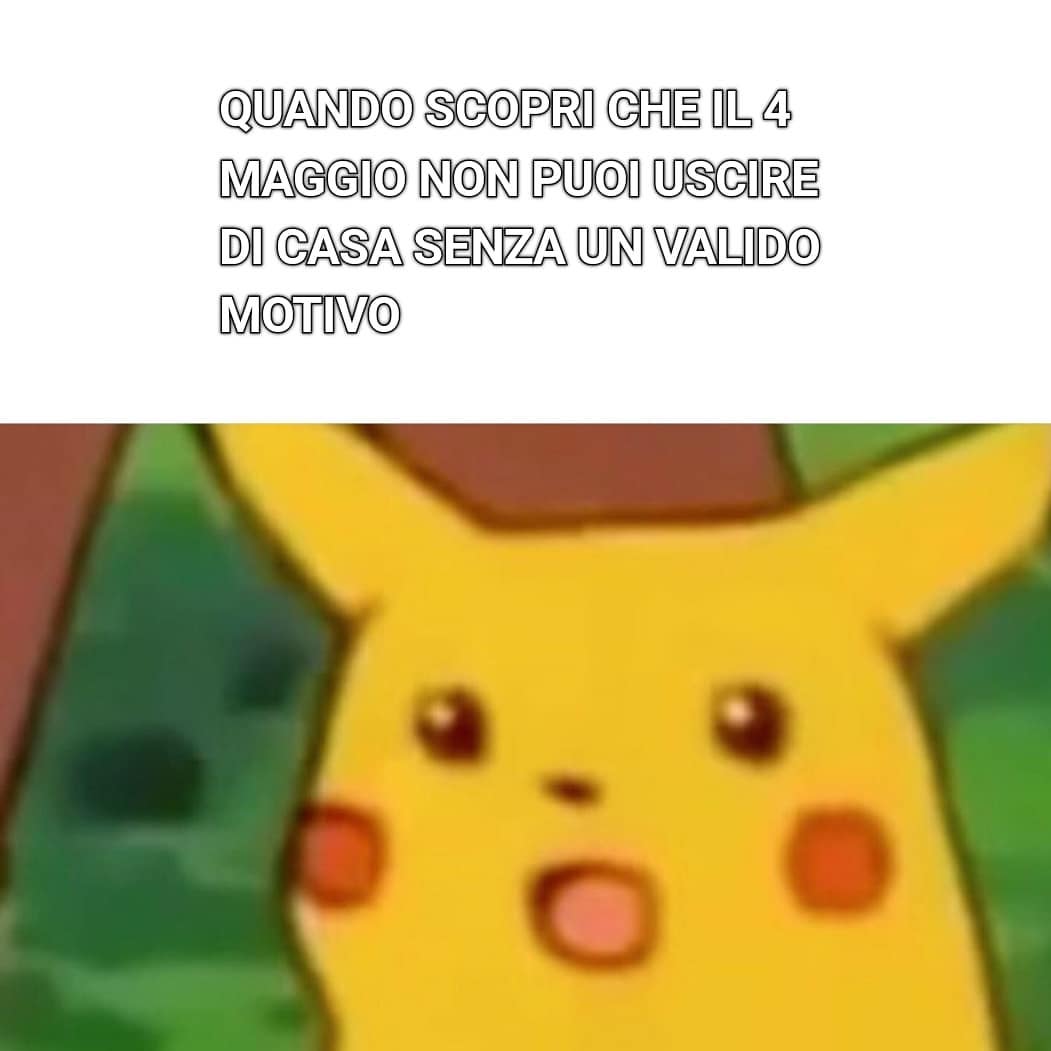 QUANDO SCOPRI CHE IL 4
MAGGIO NON PUOI USCIRE
DI CASA SENZA UN VALIDO
MOTIVO